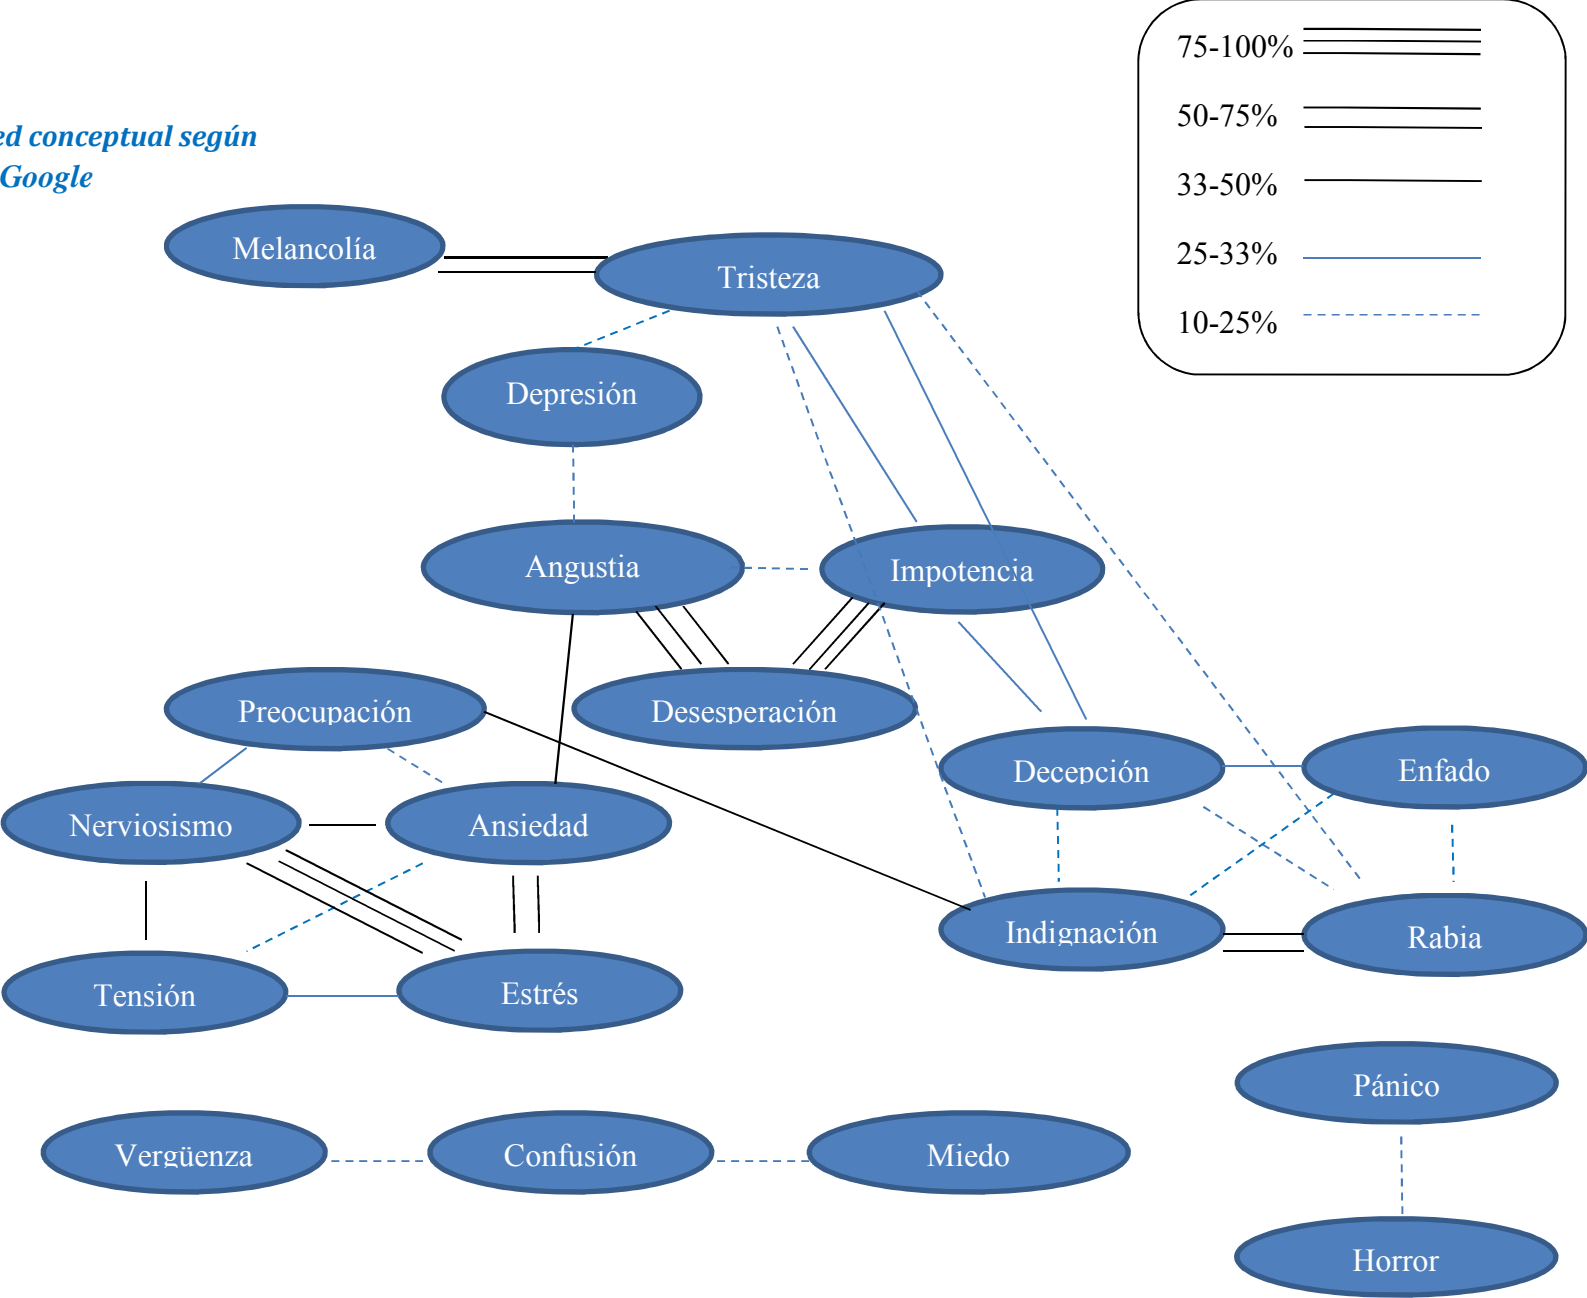 75-100%
50-75%
33-50%
25-33%
10-25%
ed conceptual según
Google
Melancolía
Tristeza
Depresión
Angustia
Impotencia
Preocupación
Desesperación
Decepción
Enfado
Nerviosismo
Ansiedad
Indignación
Rabia
Tensión
Estrés
Pánico
Vergüenza
Confusión
Miedo
Horror